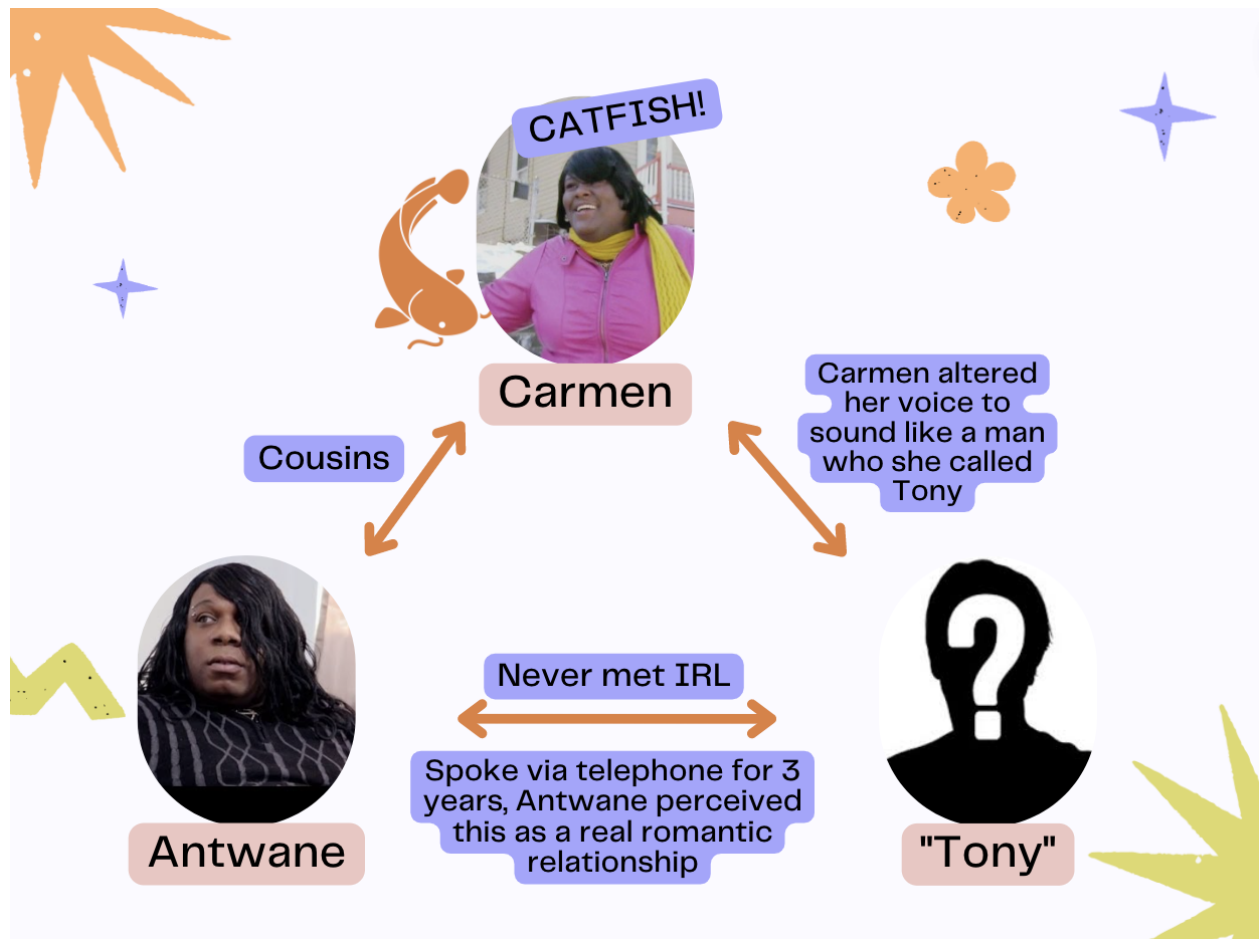 CATFISH!
Carmen
Cousins
Carmen altered
her voice to
sound like a man
who she called
Tony
Never met IRL
Spoke via telephone for 3
years, Antwane perceived
this as a real romantic
relationship
Antwane
?
"Tony"